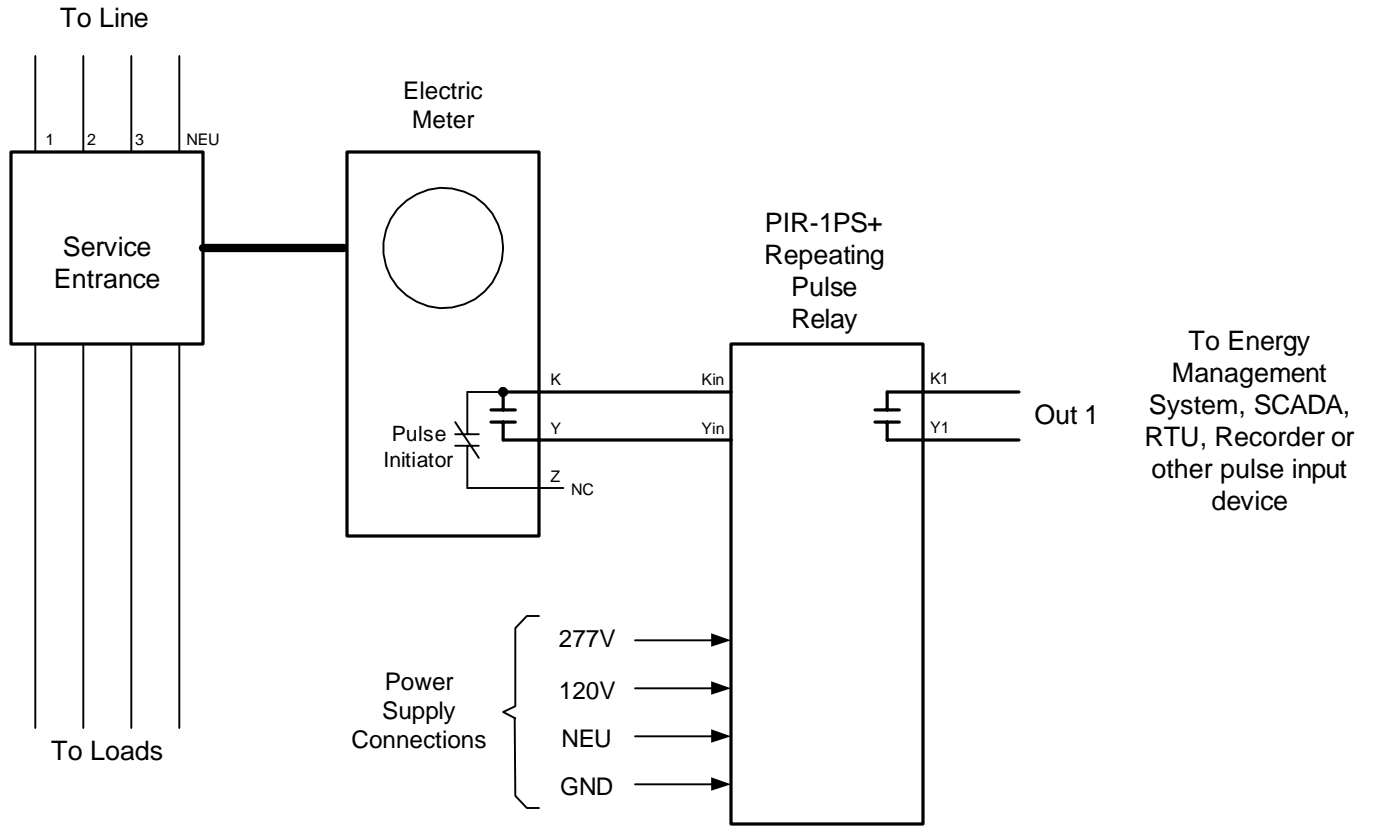 To Line
1
2
3
NEU
Service
Entrance
To Loads
Electric
Meter
K
Y
Z
NC
Pulse
Initiator
PIR-1PS+
Repeating
Pulse
Relay
Kin
Yin
K1
Y1
Out 1
To Energy
Management
System, SCADA,
RTU, Recorder or
other pulse input
device
Power
Supply
Connections
277V
120V
NEU
GND